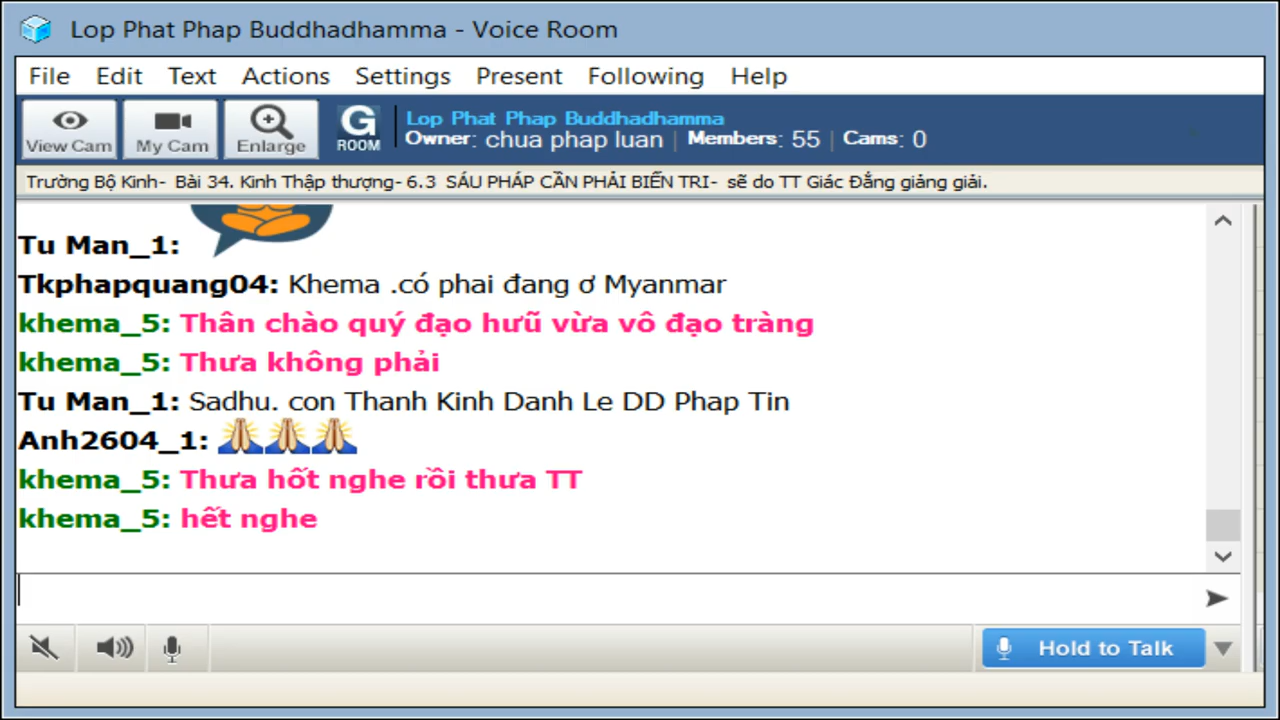 Lop Phat Phap Buddhadhamma - Voice Room
File Edit Text Actions Settings Present Following Help
View Cam My Cam Enlarge G ROOM
Lop Phat Phap Buddhadhamma
Owner: chua phap luan | Members: 55 | Cams: 0
Trường Bộ Kinh- Bài 34. Kinh Thập thượng- 6.3 SÁU PHÁP CẦN PHẢI BIẾN TRI- sẽ do TT Giác Đẳng giảng giải.
Tu Man_1:
Tkphapquang04: Khema .có phai đang ơ Myanmar
khema_5: Thân chào quý đạo hưũ vừa vô đạo tràng
khema_5: Thưa không phải
Tu Man_1: Sadhu. con Thanh Kinh Danh Le DD Phap Tin
Anh2604_1:
khema_5: Thưa hốt nghe rồi thưa TT
khema_5: hết nghe
Hold to Talk